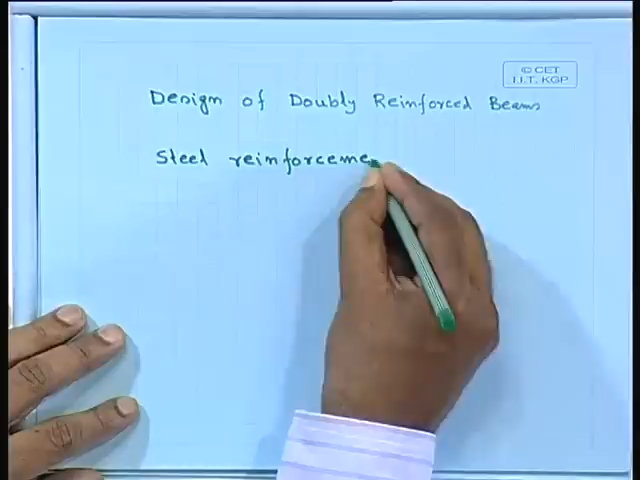 © CET
I.I.T. KGP
Design of Doubly Reinforced Beams
Steel reinforceme